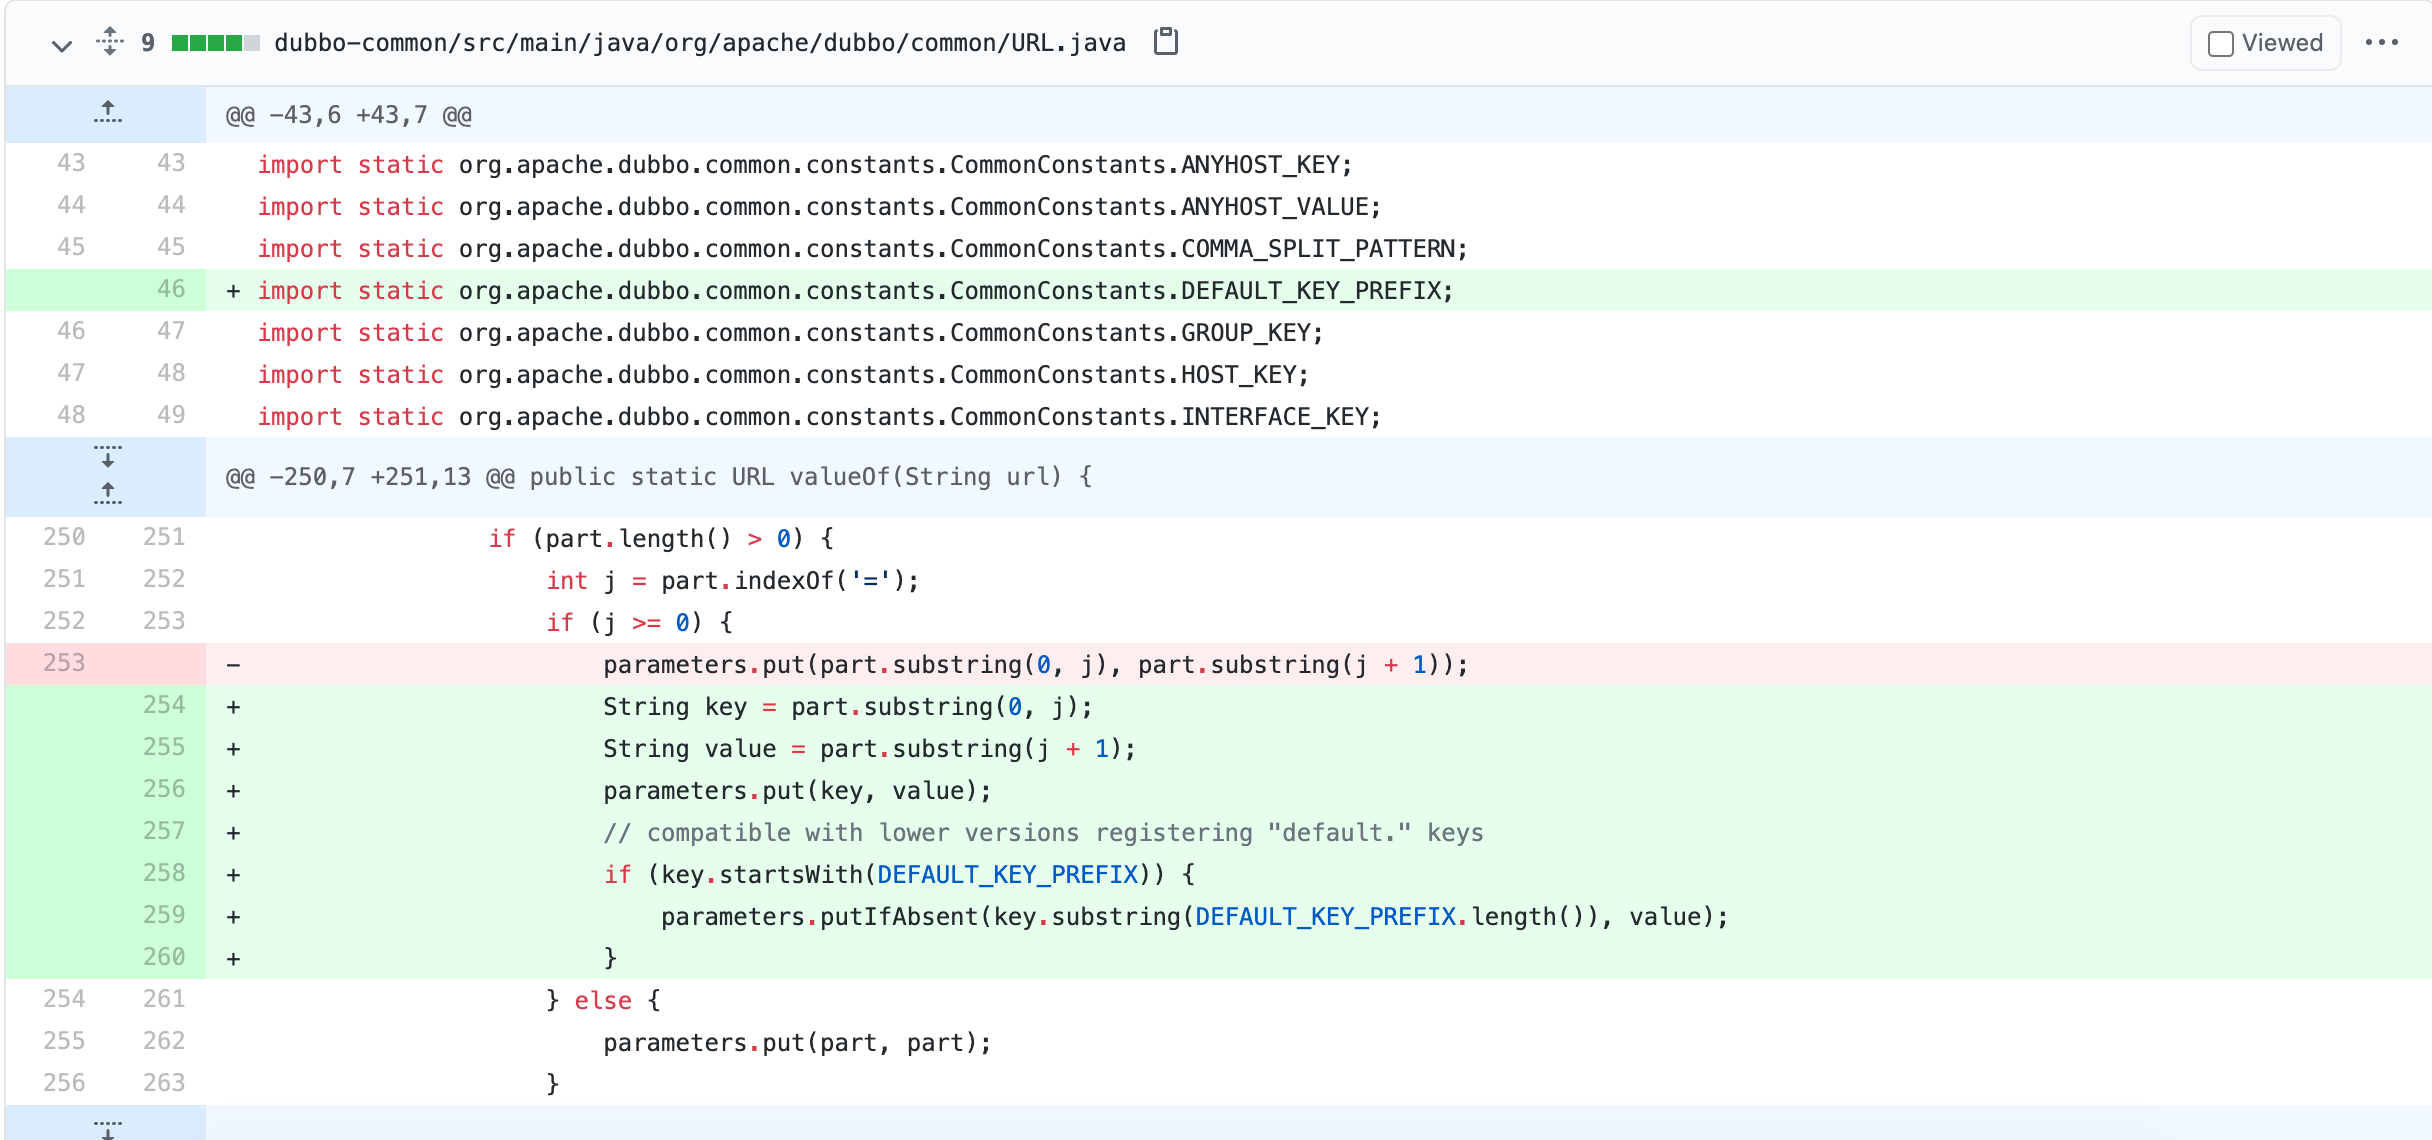 9 dubbo-common/src/main/java/org/apache/dubbo/common/URL.java Viewed
@@ -43,6 +43,7 @@
43 43 import static org.apache.dubbo.common.constants.CommonConstants.ANYHOST_KEY;
44 44 import static org.apache.dubbo.common.constants.CommonConstants.ANYHOST_VALUE;
45 45 import static org.apache.dubbo.common.constants.CommonConstants.COMMA_SPLIT_PATTERN;
46 + import static org.apache.dubbo.common.constants.CommonConstants.DEFAULT_KEY_PREFIX;
46 47 import static org.apache.dubbo.common.constants.CommonConstants.GROUP_KEY;
47 48 import static org.apache.dubbo.common.constants.CommonConstants.HOST_KEY;
48 49 import static org.apache.dubbo.common.constants.CommonConstants.INTERFACE_KEY;
@@ -250,7 +251,13 @@ public static URL valueOf(String url) {
250 251 if (part.length() > 0) {
251 252 int j = part.indexOf('=');
252 253 if (j >= 0) {
253 - parameters.put(part.substring(0, j), part.substring(j + 1));
254 + String key = part.substring(0, j);
255 + String value = part.substring(j + 1);
256 + parameters.put(key, value);
257 + // compatible with lower versions registering "default." keys
258 + if (key.startsWith(DEFAULT_KEY_PREFIX)) {
259 + parameters.putIfAbsent(key.substring(DEFAULT_KEY_PREFIX.length()), value);
260 + }
254 261 } else {
255 262 parameters.put(part, part);
256 263 }